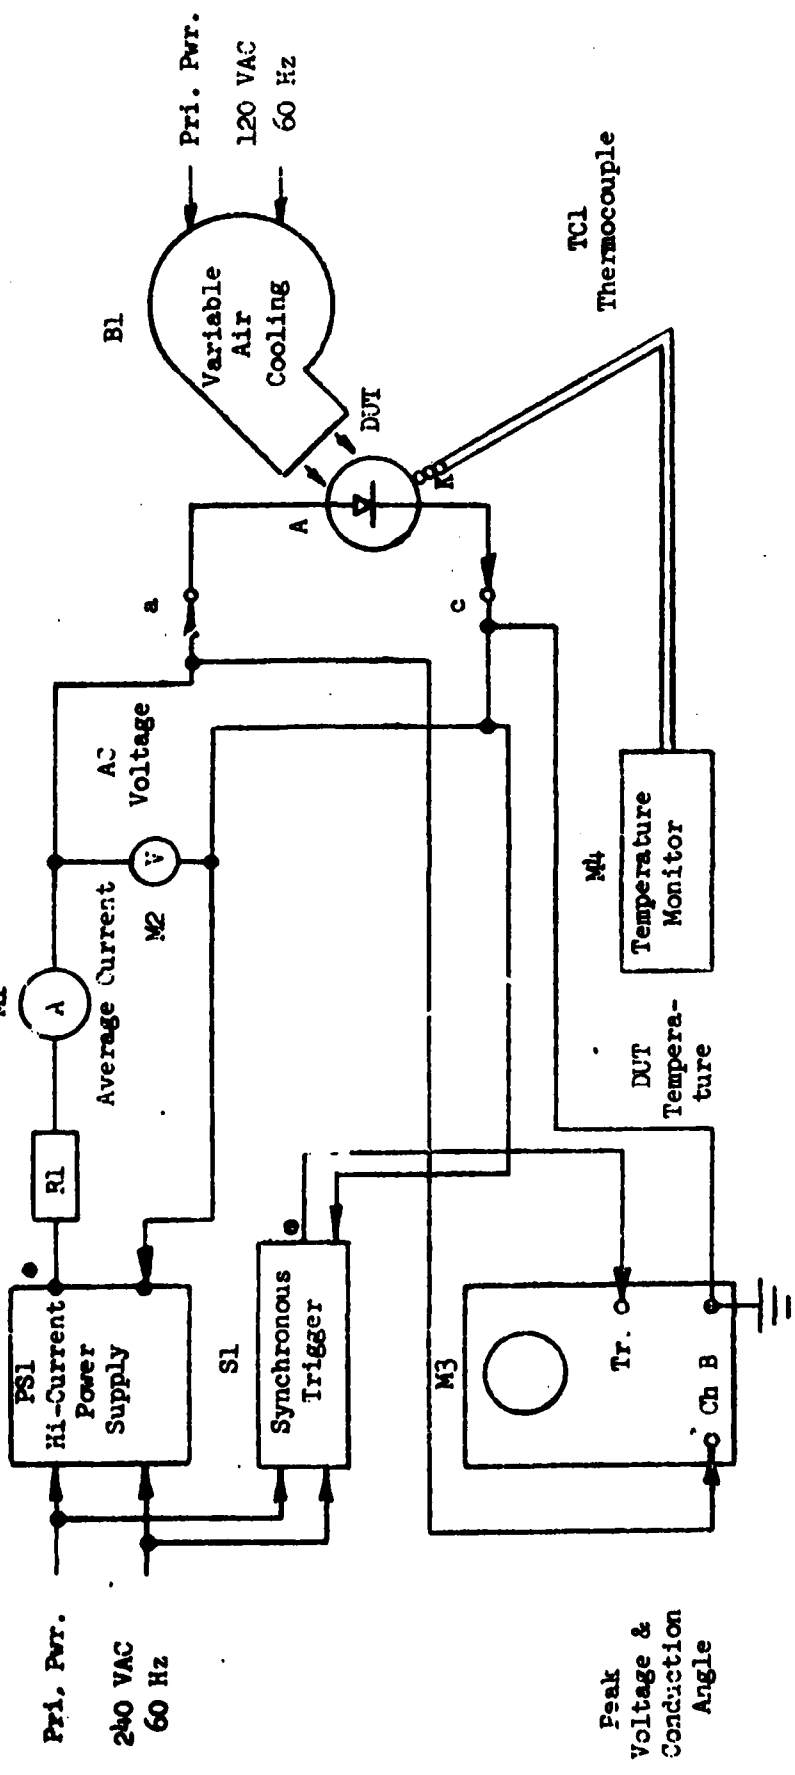 Pri. Pwr.
240 VAC
60 Hz
PS1
Hi-Current
Power
Supply
R1
A
Average Current
V
M2
AC
Voltage
a
A
DUT
K
c
B1
Variable
Air
Cooling
Pri. Pwr.
120 VAC
60 Hz
S1
Synchronous
Trigger
TC1
Thermocouple
M3
Tr.
Ch B
Peak
Voltage &
Conduction
Angle
M4
Temperature
Monitor
DUT
Tempera-
ture